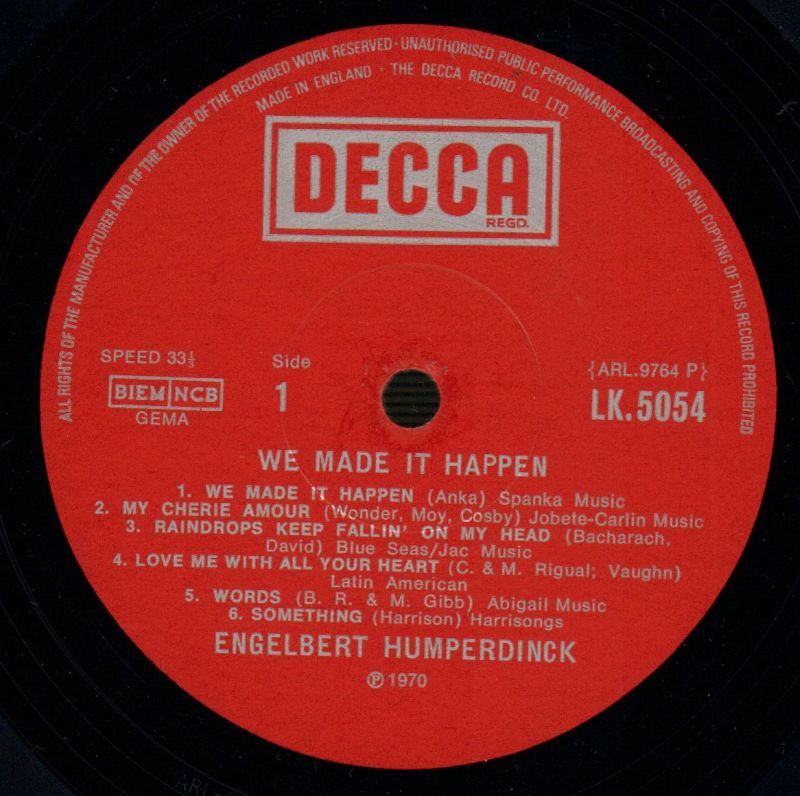 ALL RIGHTS OF THE MANUFACTURER AND OF THE OWNER OF THE RECORDED WORK RESERVED · UNAUTHORISED PUBLIC PERFORMANCE BROADCASTING AND COPYING OF THIS RECORD PROHIBITED
MADE IN ENGLAND · THE DECCA RECORD CO. LTD.
DECCA
REGD.
SPEED 33⅓
BIEM NCB
GEMA
Side
1
{ARL.9764 P}
LK.5054
WE MADE IT HAPPEN
1. WE MADE IT HAPPEN (Anka) Spanka Music
2. MY CHERIE AMOUR (Wonder, Moy, Cosby) Jobete-Carlin Music
3. RAINDROPS KEEP FALLIN' ON MY HEAD (Bacharach,
David) Blue Seas/Jac Music
4. LOVE ME WITH ALL YOUR HEART (C. & M. Rigual; Vaughn)
Latin American
5. WORDS (B. R. & M. Gibb) Abigail Music
6. SOMETHING (Harrison) Harrisongs
ENGELBERT HUMPERDINCK
℗ 1970